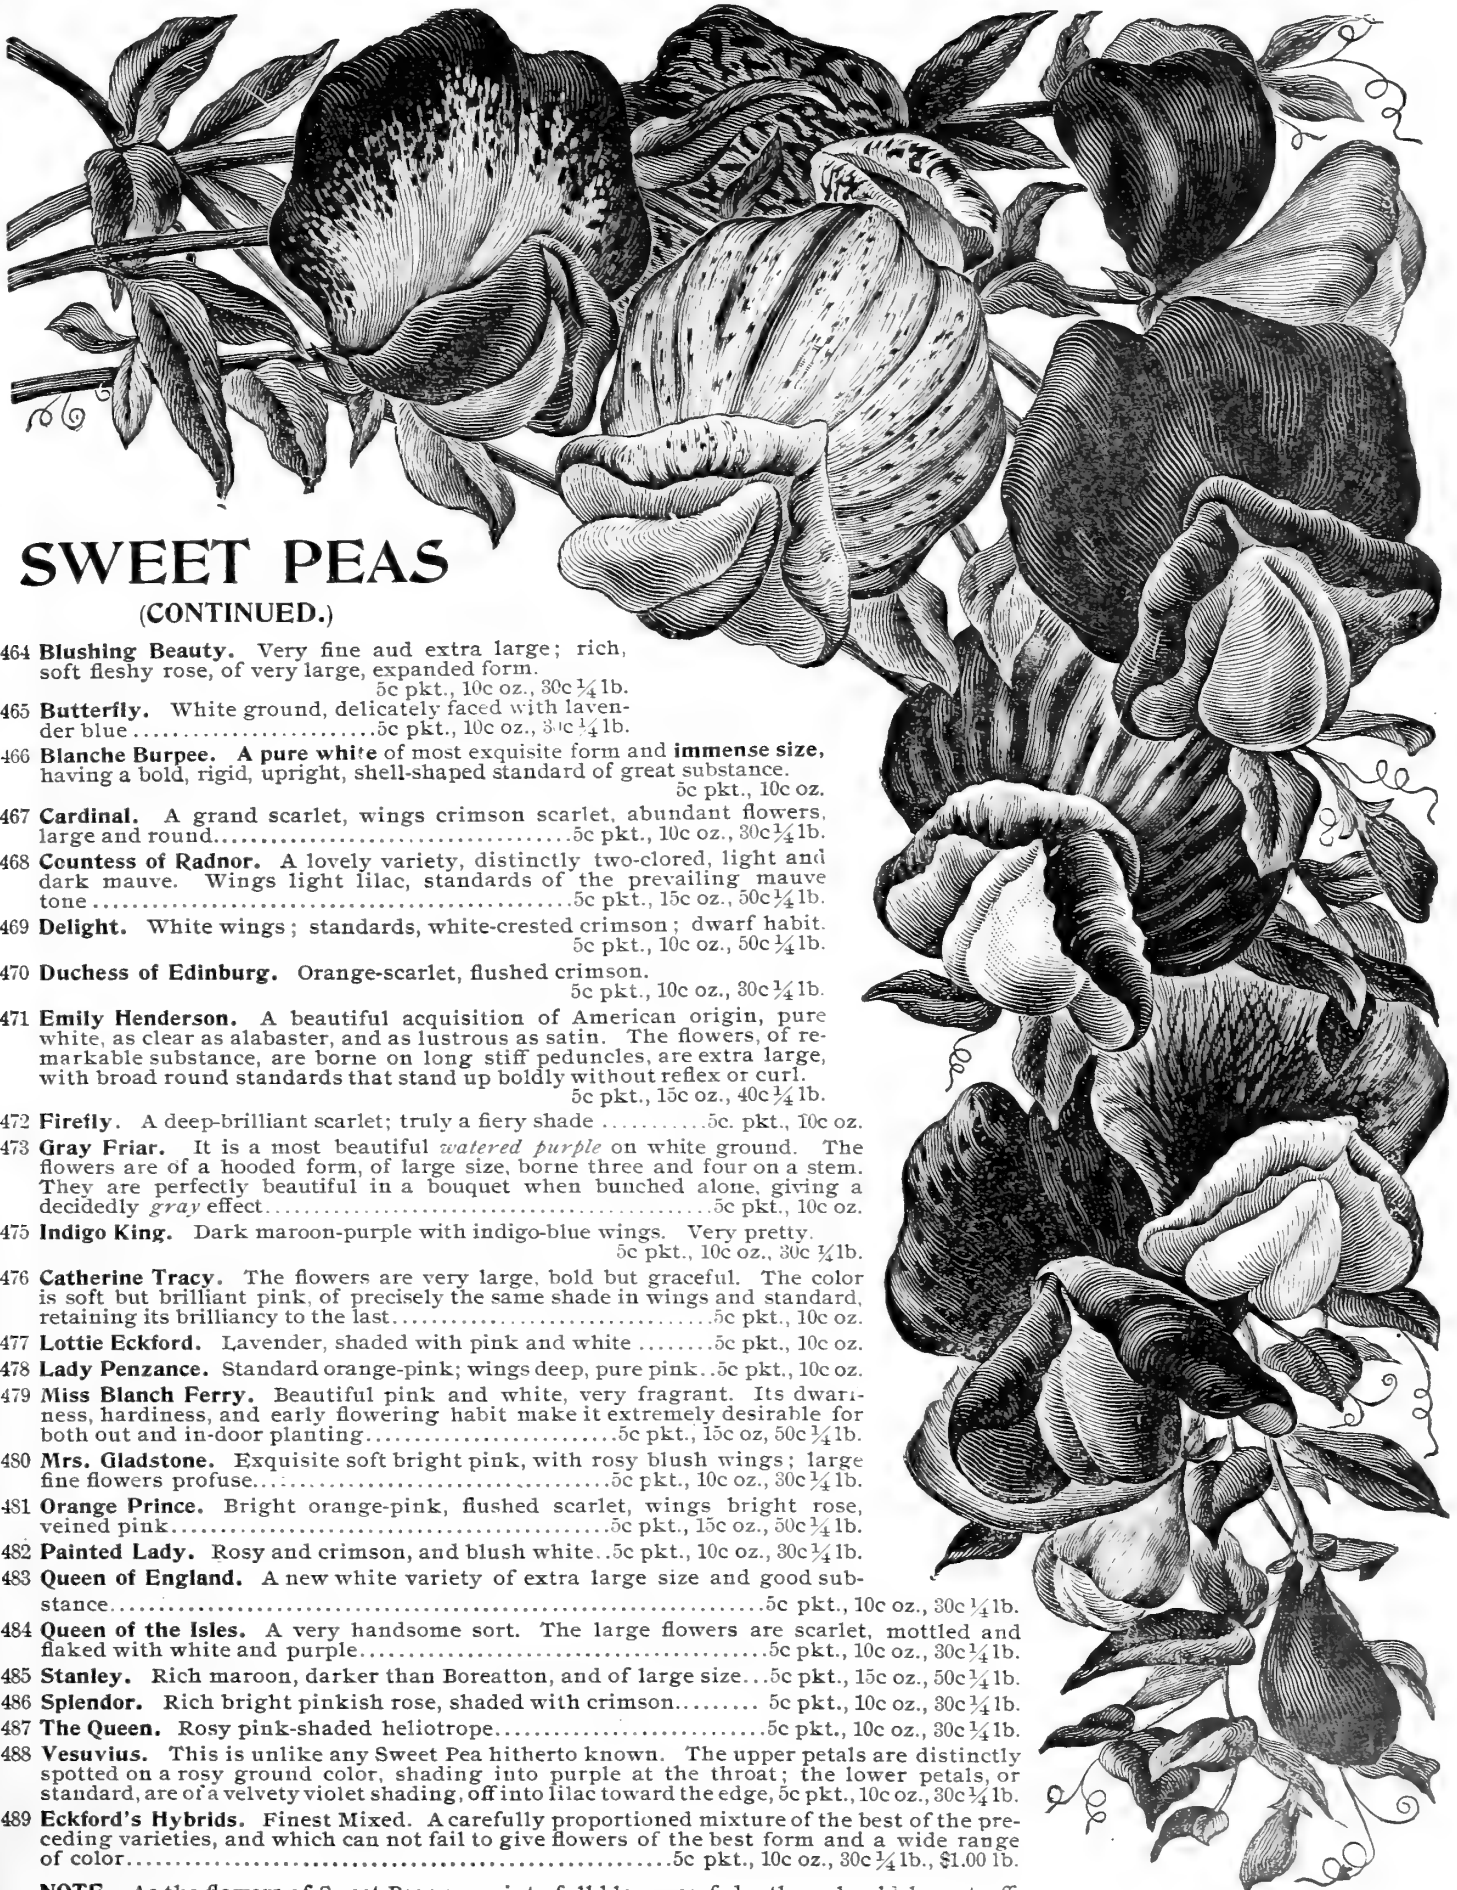 SWEET PEAS
(CONTINUED.)
464 Blushing Beauty. Very fine aud extra large; rich,
soft fleshy rose, of very large, expanded form.
5c pkt., 10c oz., 30c ¼ lb.
465 Butterfly. White ground, delicately faced with laven-
der blue ........................5c pkt., 10c oz., ¼ lb.
466 Blanche Burpee. A pure white of most exquisite form and immense size,
having a bold, rigid, upright, shell-shaped standard of great substance.
5c pkt., 10c oz.
467 Cardinal. A grand scarlet, wings crimson scarlet, abundant flowers,
large and round...................................5c pkt., 10c oz., 30c ¼ lb.
468 Countess of Radnor. A lovely variety, distinctly two-clored, light and
dark mauve. Wings light lilac, standards of the prevailing mauve
tone ...............................................5c pkt., 15c oz., 50c ¼ lb.
469 Delight. White wings; standards, white-crested crimson; dwarf habit.
5c pkt., 10c oz., 50c ¼ lb.
470 Duchess of Edinburg. Orange-scarlet, flushed crimson.
5c pkt., 10c oz., 30c ¼ lb.
471 Emily Henderson. A beautiful acquisition of American origin, pure
white, as clear as alabaster, and as lustrous as satin. The flowers, of re-
markable substance, are borne on long stiff peduncles, are extra large,
with broad round standards that stand up boldly without reflex or curl.
5c pkt., 15c oz., 40c ¼ lb.
472 Firefly. A deep-brilliant scarlet; truly a fiery shade ..........5c. pkt., 10c oz.
473 Gray Friar. It is a most beautiful watered purple on white ground. The
flowers are of a hooded form, of large size, borne three and four on a stem.
They are perfectly beautiful in a bouquet when bunched alone, giving a
decidedly gray effect............................................5c pkt., 10c oz.
475 Indigo King. Dark maroon-purple with indigo-blue wings. Very pretty.
5c pkt., 10c oz., 30c ¼ lb.
476 Catherine Tracy. The flowers are very large, bold but graceful. The color
is soft but brilliant pink, of precisely the same shade in wings and standard,
retaining its brilliancy to the last................................5c pkt., 10c oz.
477 Lottie Eckford. Lavender, shaded with pink and white ........5c pkt., 10c oz.
478 Lady Penzance. Standard orange-pink; wings deep, pure pink..5c pkt., 10c oz.
479 Miss Blanch Ferry. Beautiful pink and white, very fragrant. Its dwarf-
ness, hardiness, and early flowering habit make it extremely desirable for
both out and in-door planting.........................5c pkt., 15c oz, 50c ¼ lb.
480 Mrs. Gladstone. Exquisite soft bright pink, with rosy blush wings; large
fine flowers profuse...................................5c pkt., 10c oz., 30c ¼ lb.
481 Orange Prince. Bright orange-pink, flushed scarlet, wings bright rose,
veined pink...........................................5c pkt., 15c oz., 50c ¼ lb.
482 Painted Lady. Rosy and crimson, and blush white..5c pkt., 10c oz., 30c ¼ lb.
483 Queen of England. A new white variety of extra large size and good sub-
stance................................................................5c pkt., 10c oz., 30c ¼ lb.
484 Queen of the Isles. A very handsome sort. The large flowers are scarlet, mottled and
flaked with white and purple........................................5c pkt., 10c oz., 30c ¼ lb.
485 Stanley. Rich maroon, darker than Boreatton, and of large size...5c pkt., 15c oz., 50c ¼ lb.
486 Splendor. Rich bright pinkish rose, shaded with crimson........ 5c pkt., 10c oz., 30c ¼ lb.
487 The Queen. Rosy pink-shaded heliotrope...........................5c pkt., 10c oz., 30c ¼ lb.
488 Vesuvius. This is unlike any Sweet Pea hitherto known. The upper petals are distinctly
spotted on a rosy ground color, shading into purple at the throat; the lower petals, or
standard, are of a velvety violet shading, off into lilac toward the edge, 5c pkt., 10c oz., 30c ¼ lb.
489 Eckford's Hybrids. Finest Mixed. A carefully proportioned mixture of the best of the pre-
ceding varieties, and which can not fail to give flowers of the best form and a wide range
of color.......................................................5c pkt., 10c oz., 30c ¼ lb., $1.00 lb.